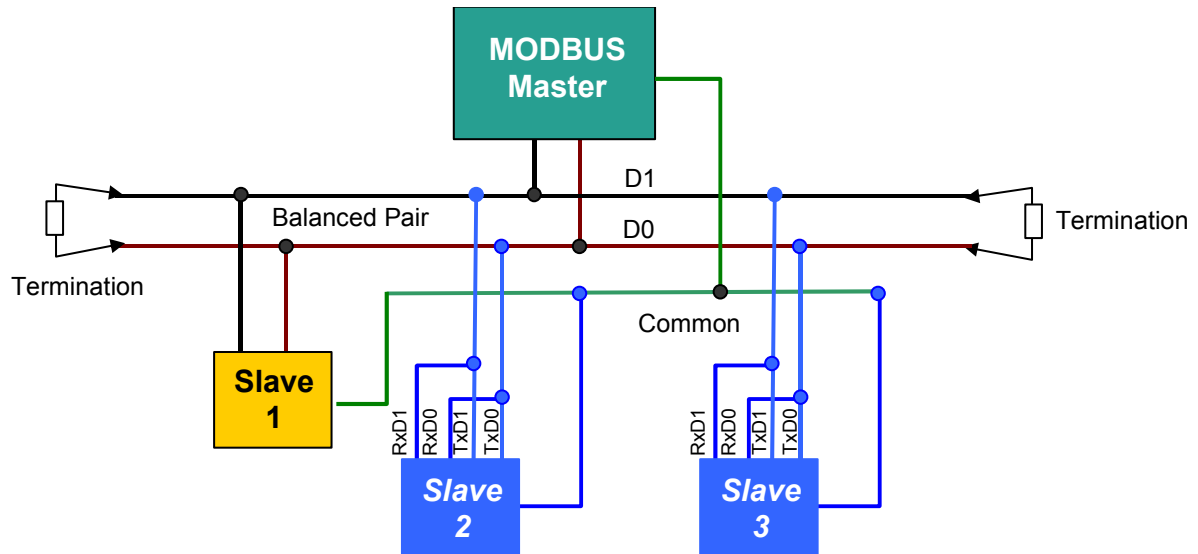 MODBUS
Master
D1
Balanced Pair
D0
Termination
Termination
Common
Slave
1
RxD1
RxD0
TxD1
TxD0
Slave
2
RxD1
RxD0
TxD1
TxD0
Slave
3